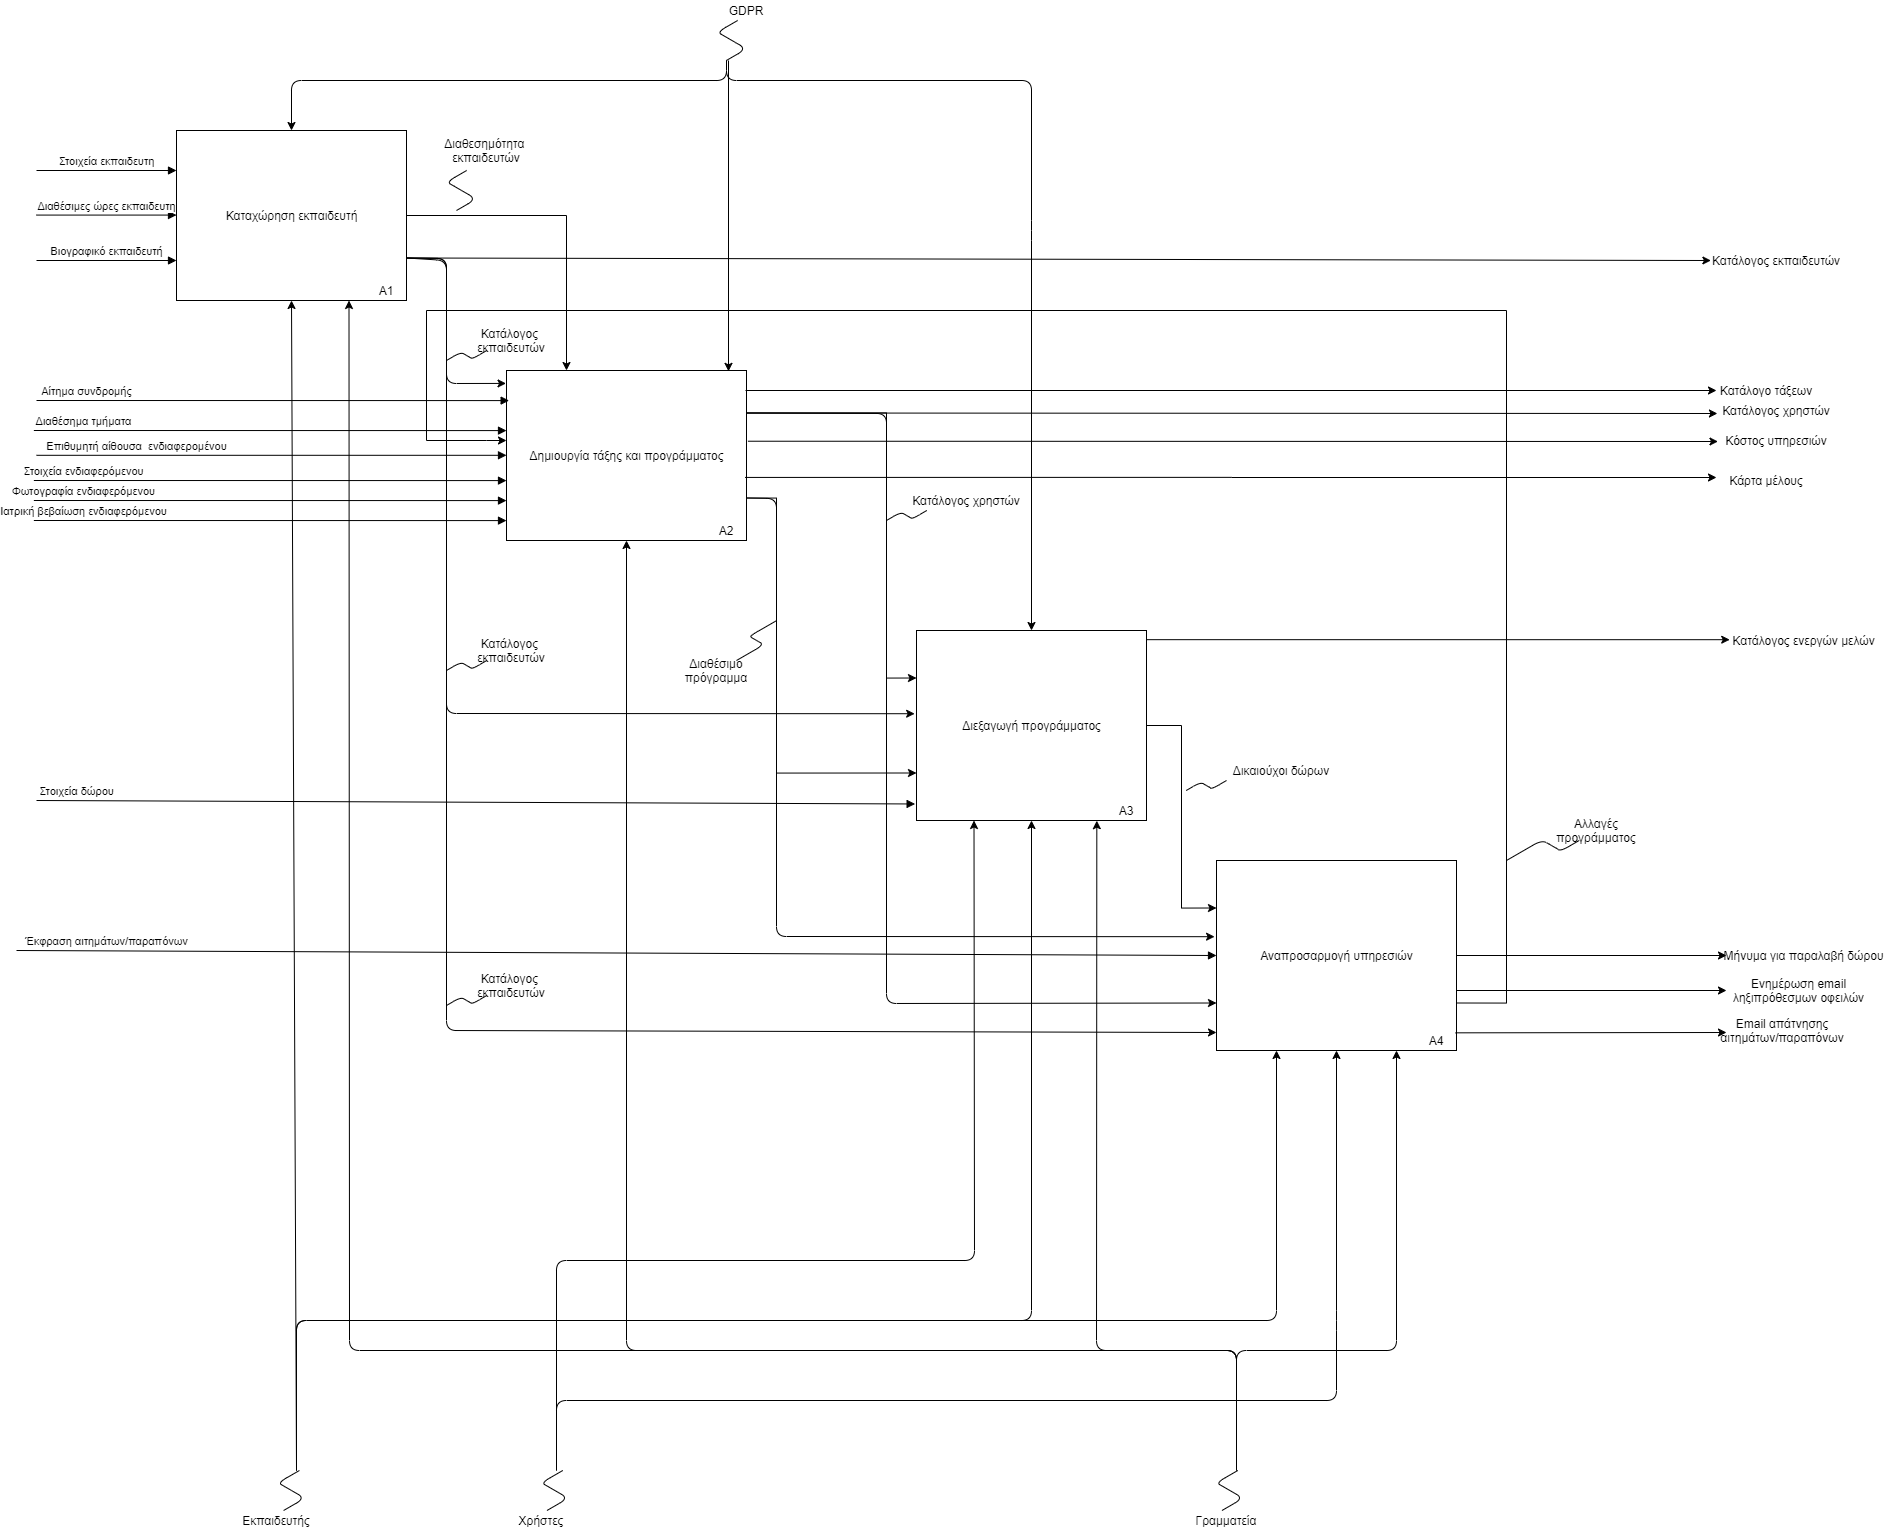 GDPR
Διαθεσημότητα
εκπαιδευτών
Στοιχεία εκπαιδευτη
Διαθέσιμες ώρες εκπαιδευτη
Καταχώρηση εκπαιδευτή
Βιογραφικό εκπαιδευτή
Κατάλογος εκπαιδευτών
A1
Κατάλογος
εκπαιδευτών
Αίτημα συνδρομής
Κατάλογο τάξεων
Κατάλογος χρηστών
Διαθέσημα τμήματα
Κόστος υπηρεσιών
Επιθυμητή αίθουσα ενδιαφερομένου
Δημιουργία τάξης και προγράμματος
Στοιχεία ενδιαφερόμενου
Κάρτα μέλους
Φωτογραφία ενδιαφερόμενου
Κατάλογος χρηστών
Ιατρική βεβαίωση ενδιαφερόμενου
A2
Κατάλογος
εκπαιδευτών
Κατάλογος ενεργών μελών
Διαθέσιμο
πρόγραμμα
Διεξαγωγή προγράμματος
Δικαιούχοι δώρων
Στοιχεία δώρου
A3
Αλλαγές
προγράμματος
Έκφραση αιτημάτων/παραπόνων
Αναπροσαρμογή υπηρεσιών
Μήνυμα για παραλαβή δώρου
Κατάλογος
εκπαιδευτών
Ενημέρωση email
ληξιπρόθεσμων οφειλών
Email απάτνησης
αιτημάτων/παραπόνων
A4
Εκπαιδευτής
Χρήστες
Γραμματεία